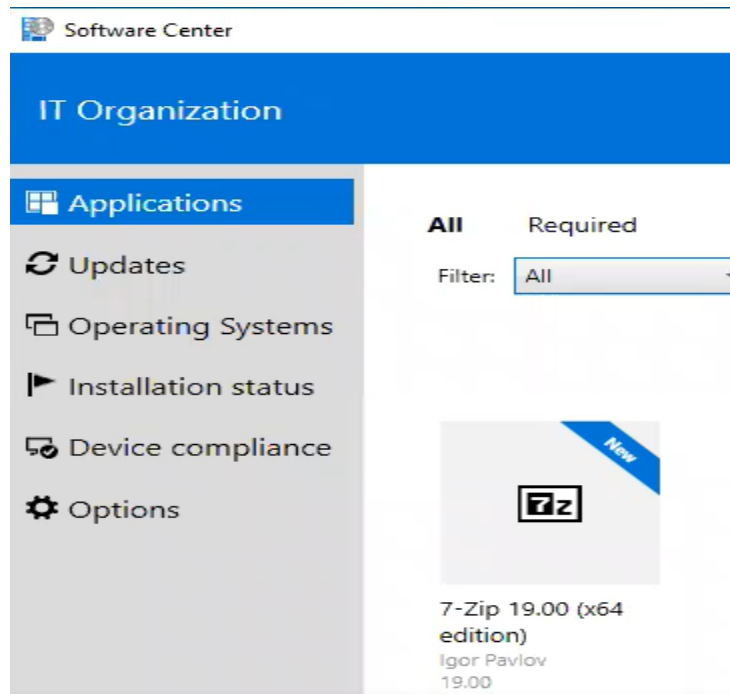 Software Center
IT Organization
Applications
Updates
Operating Systems
Installation status
Device compliance
Options
All Required
Filter: All
New
7z
7-Zip 19.00 (x64
edition)
Igor Pavlov
19.00